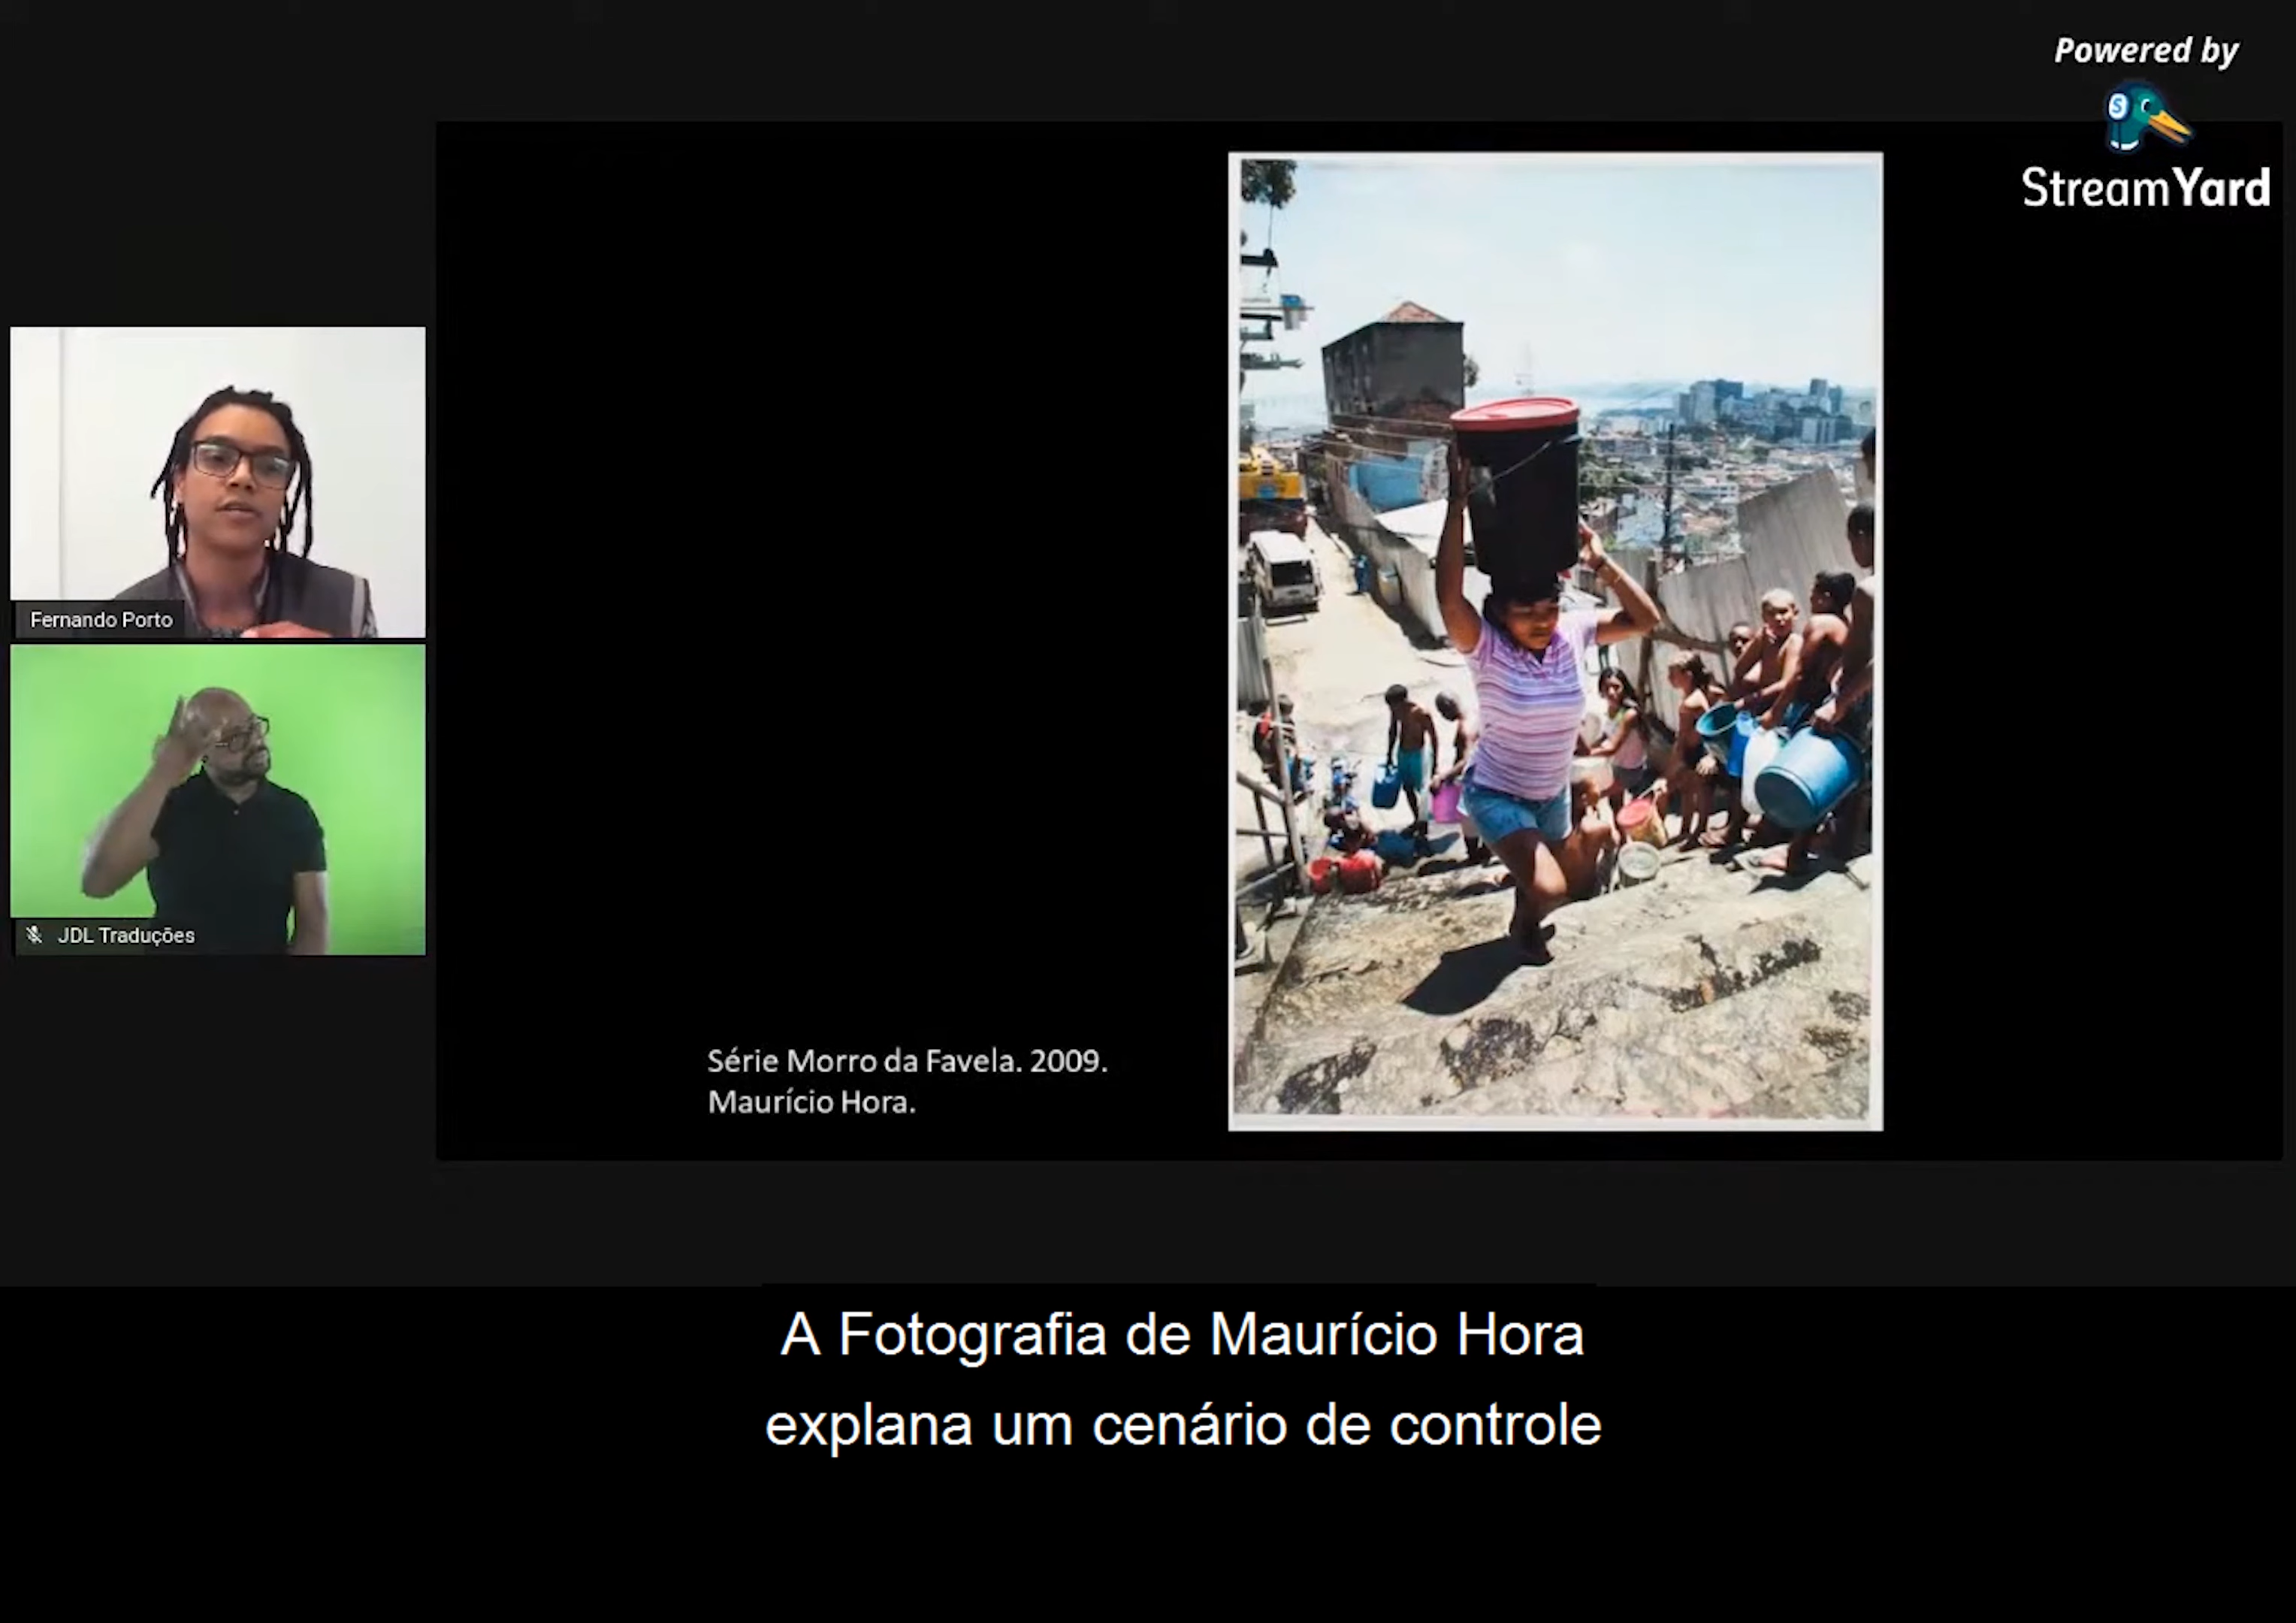 Powered by
StreamYard
Fernando Porto
JDL Traduções
Série Morro da Favela. 2009.
Maurício Hora.
A Fotografia de Maurício Hora
explana um cenário de controle